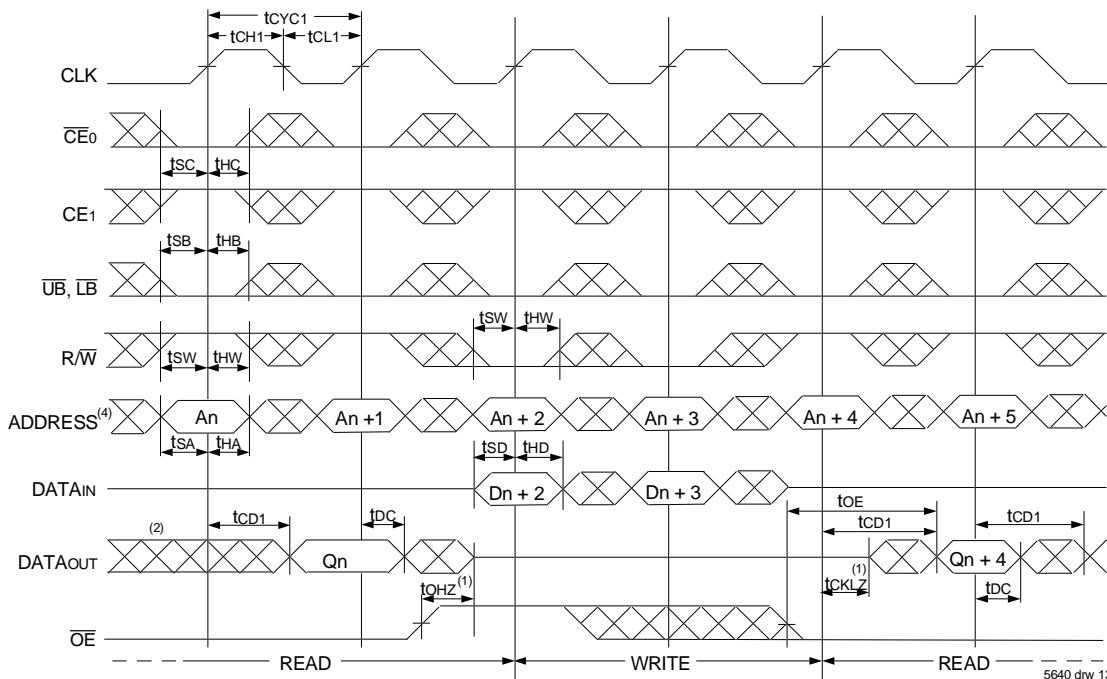 tCYC1
tCH1 tCL1
CLK
CE0
tSC tHC
CE1
tSB tHB
UB, LB
tSW tHW
R/W
tSW tHW
ADDRESS(4) An An +1 An + 2 An + 3 An + 4 An + 5
tSA tHA tSD tHD
DATAIN Dn + 2 Dn + 3
tOE
(2) tCD1 tDC tCD1 tCD1
DATAOUT Qn Qn + 4
tOHZ(1) tCKLZ(1) tDC
OE
READ WRITE READ
5640 drw 13